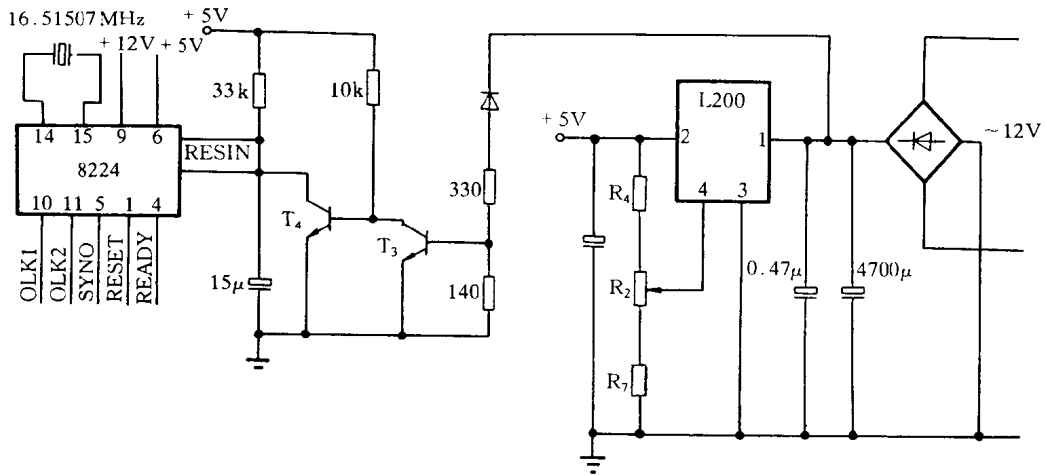 16.51507MHz
+ 5V
+ 12V
+ 5V
33k
10k
14
15
9
6
RESIN
8224
10
11
5
1
4
OLK1
OLK2
SYNO
RESET
READY
T4
T3
15μ
330
140
+ 5V
L200
2
1
4
3
R4
R2
R7
0.47μ
4700μ
~12V